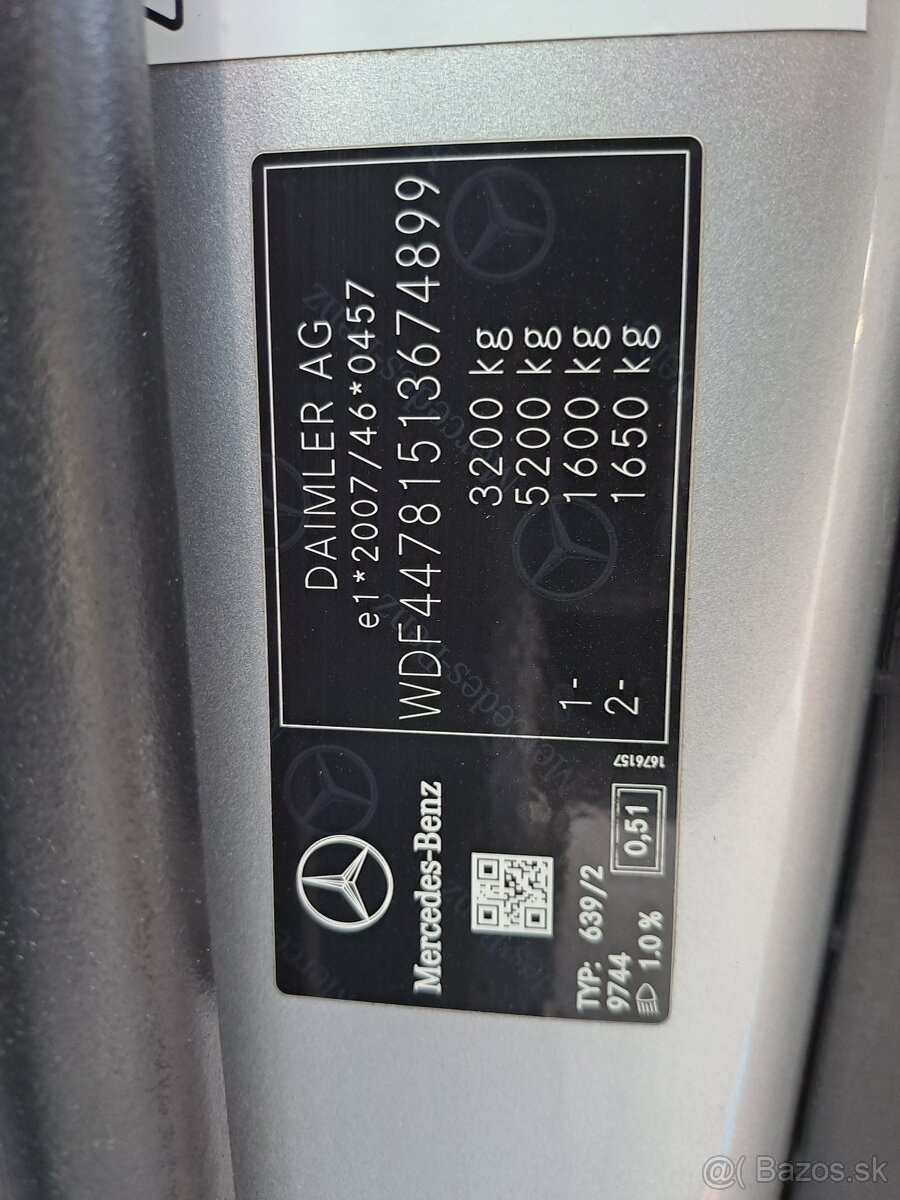 DAIMLER AG
e1*2007/46*0457
WDF44781513674899
3200 kg
5200 kg
1- 1600 kg
2- 1650 kg
1676157
Mercedes-Benz
TYP: 639/2
9744
1.0 %
0,51
@( Bazos.sk